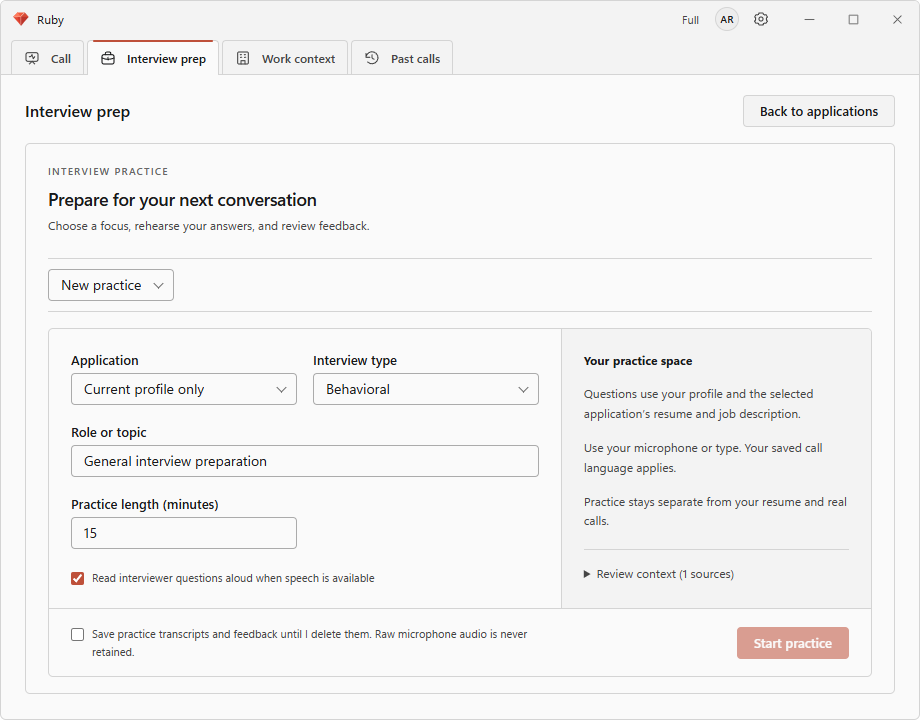 Ruby
Full
AR
Call
Interview prep
Work context
Past calls
Interview prep
Back to applications
INTERVIEW PRACTICE
Prepare for your next conversation
Choose a focus, rehearse your answers, and review feedback.
New practice
Application
Interview type
Current profile only
Behavioral
Role or topic
General interview preparation
Practice length (minutes)
15
Read interviewer questions aloud when speech is available
Your practice space
Questions use your profile and the selected
application's resume and job description.
Use your microphone or type. Your saved call
language applies.
Practice stays separate from your resume and real
calls.
Review context (1 sources)
Save practice transcripts and feedback until I delete them. Raw microphone audio is never
retained.
Start practice